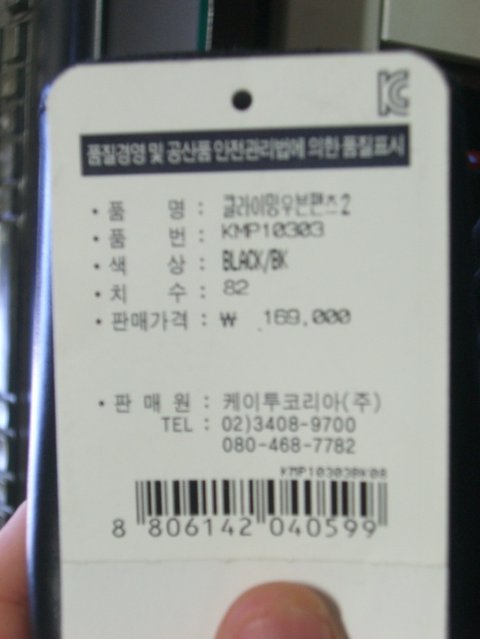 품질경영 및 공산품 안전관리법에 의한 품질표시
• 품 명 : 클라이밍우븐팬츠2
• 품 번 : KMP10303
• 색 상 : BLACK/BK
• 치 수 : 82
• 판매가격 : ₩ 169,000
• 판 매 원 : 케이투코리아(주)
TEL : 02)3408-9700
080-468-7782
KMP10303BK08
8 806142 040599